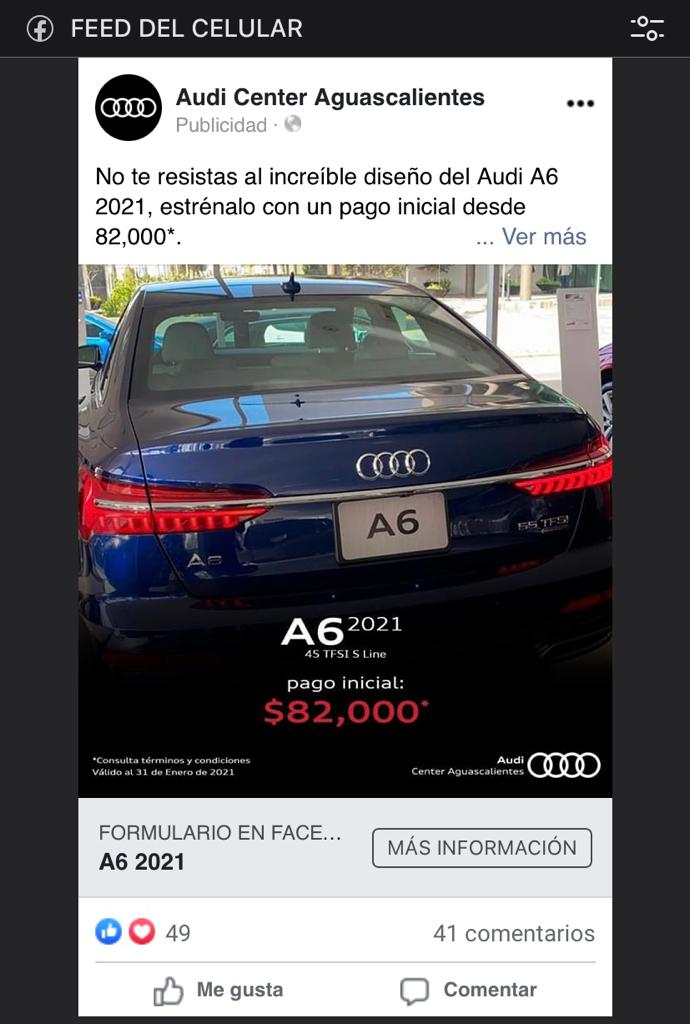 FEED DEL CELULAR
Audi Center Aguascalientes
Publicidad ·
No te resistas al increíble diseño del Audi A6
2021, estrénalo con un pago inicial desde
82,000*.
... Ver más
A6
55 TFSI
A6
A6 2021
45 TFSI S Line
pago inicial:
$82,000*
*Consulta términos y condiciones
Válido al 31 de Enero de 2021
Audi
Center Aguascalientes
FORMULARIO EN FACE...
A6 2021
MÁS INFORMACIÓN
49
41 comentarios
Me gusta
Comentar